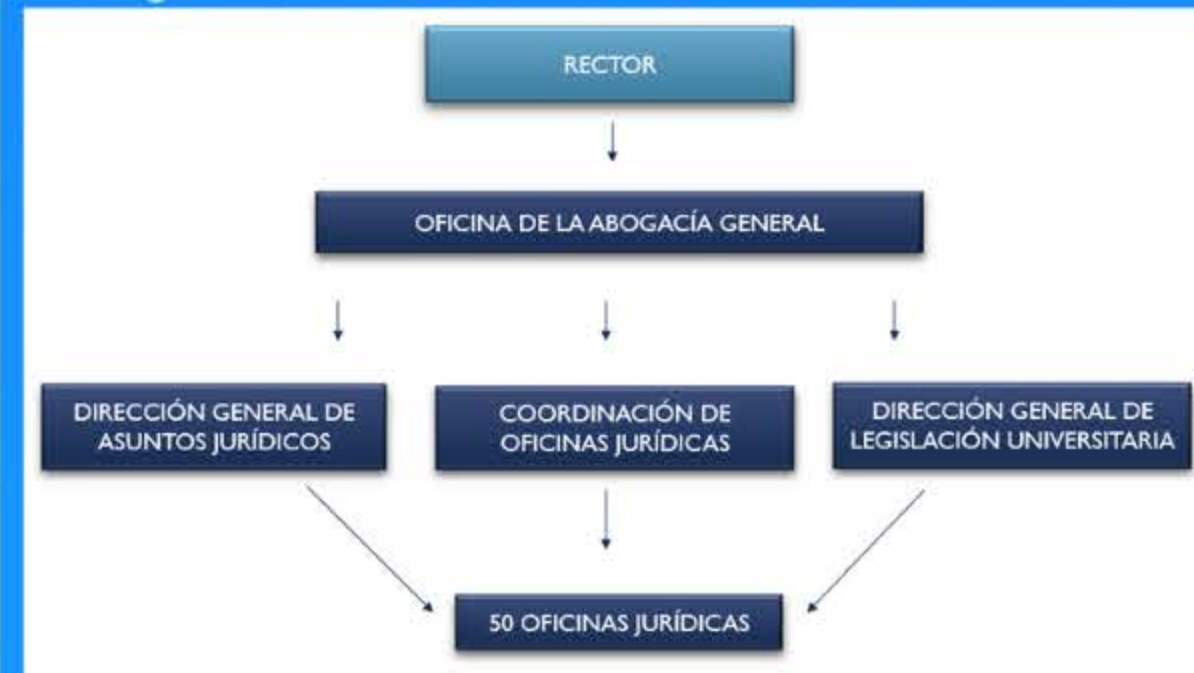 RECTOR
OFICINA DE LA ABOGACÍA GENERAL
DIRECCIÓN GENERAL DE
ASUNTOS JURÍDICOS
COORDINACIÓN DE
OFICINAS JURÍDICAS
DIRECCIÓN GENERAL DE
LEGISLACIÓN UNIVERSITARIA
50 OFICINAS JURÍDICAS